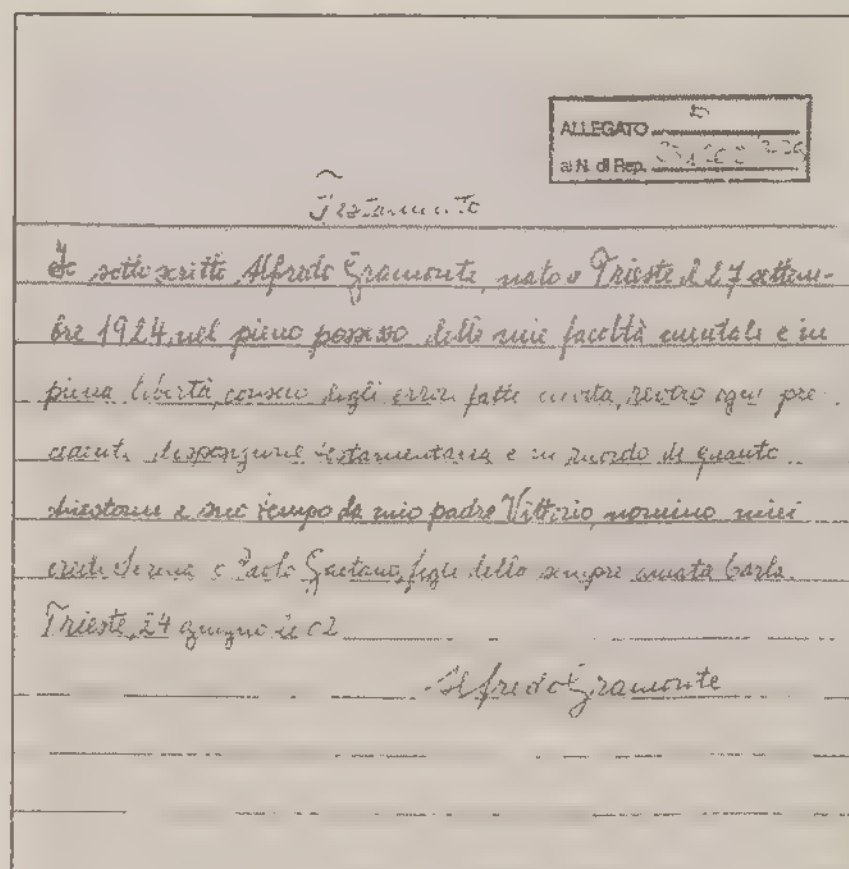 ALLEGATO D
al N. di Rep.
Testamento
Io sottoscritto Alfredo Gramonte, nato a Trieste il 27 settem-
bre 1924, nel pieno possesso delle mie facoltà mentali e in
piena libertà, conscio degli errori fatti in vita, revoco ogni pre-
cedente disposizione testamentaria e in ricordo di quanto
chiestomi a suo tempo da mio padre Vittorio, nomino miei
eredi Serena e Paolo Gaetano, figli della sempre amata Carla.
Trieste, 24 giugno 2002
Alfredo Gramonte